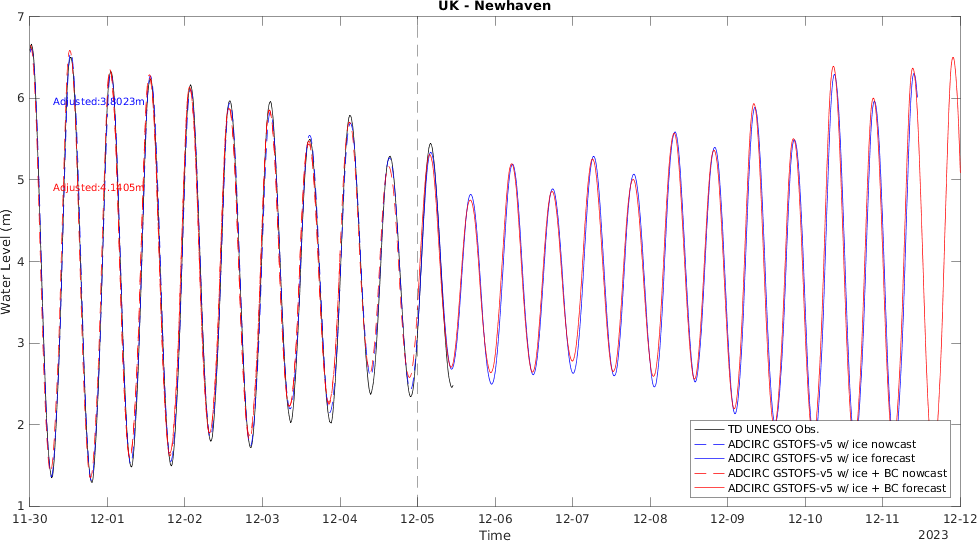 UK - Newhaven
7
6
5
4
3
2
1
Water Level (m)
Adjusted:3.8023m
Adjusted:4.1405m
TD UNESCO Obs.
ADCIRC GSTOFS-v5 w/ ice nowcast
ADCIRC GSTOFS-v5 w/ ice forecast
ADCIRC GSTOFS-v5 w/ ice + BC nowcast
ADCIRC GSTOFS-v5 w/ ice + BC forecast
11-30 12-01 12-02 12-03 12-04 12-05 12-06 12-07 12-08 12-09 12-10 12-11 12-12
Time
2023